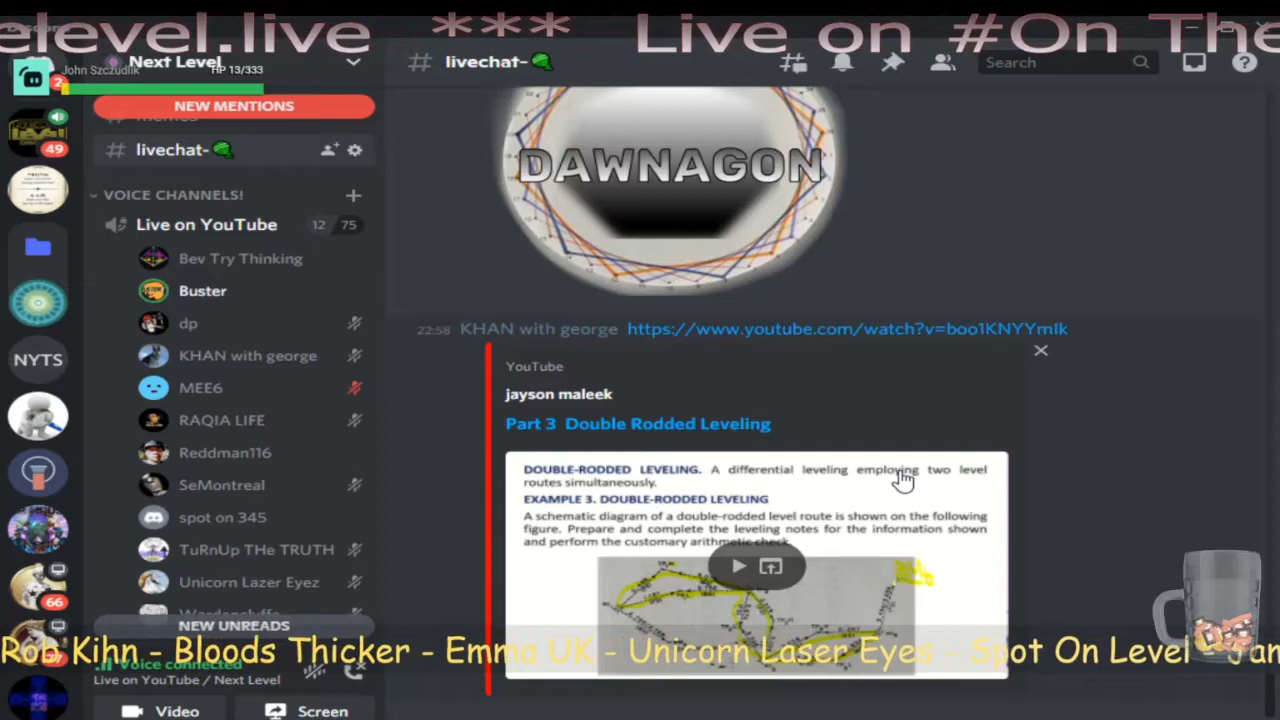 elevel.live *** Live on #On The
John Szczudlik
HP 13/333
2
Next Level
NEW MENTIONS
49
livechat-
VOICE CHANNELS!
Live on YouTube
12 75
Bev Try Thinking
Buster
dp
KHAN with george
MEE6
RAQIA LIFE
Reddman116
SeMontreal
spot on 345
TuRnUp THe TRUTH
Unicorn Lazer Eyez
NYTS
66
NEW UNREADS
Voice connected
Live on YouTube / Next Level
Video
Screen
livechat-
Search
DAWNAGON
22:58 KHAN with george https://www.youtube.com/watch?v=boo1KNYYmIk
YouTube
jayson maleek
Part 3 Double Rodded Leveling
DOUBLE-RODDED LEVELING. A differential leveling employing two level
routes simultaneously.
EXAMPLE 3. DOUBLE-RODDED LEVELING
A schematic diagram of a double-rodded level route is shown on the following
figure. Prepare and complete the leveling notes for the information shown
and perform the customary arithmetic check.
Rob Kihn - Bloods Thicker - Emma UK - Unicorn Laser Eyes - Spot On Level - Jan